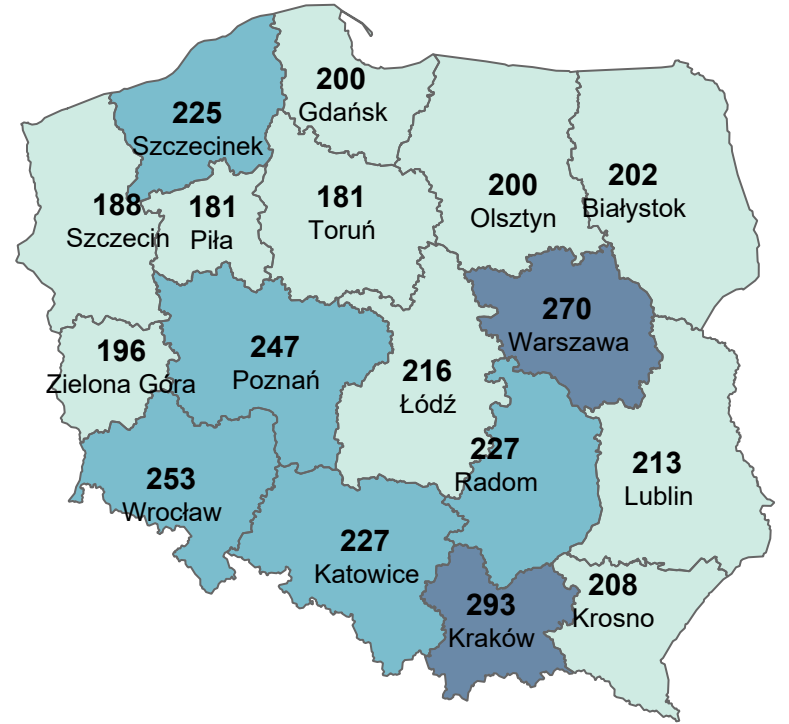 200
Gdańsk
225
Szczecinek
202
Białystok
200
Olsztyn
188
Szczecin
181
Piła
181
Toruń
270
Warszawa
196
Zielona Góra
247
Poznań
216
Łódź
227
Radom
213
Lublin
253
Wrocław
227
Katowice
293
Kraków
208
Krosno